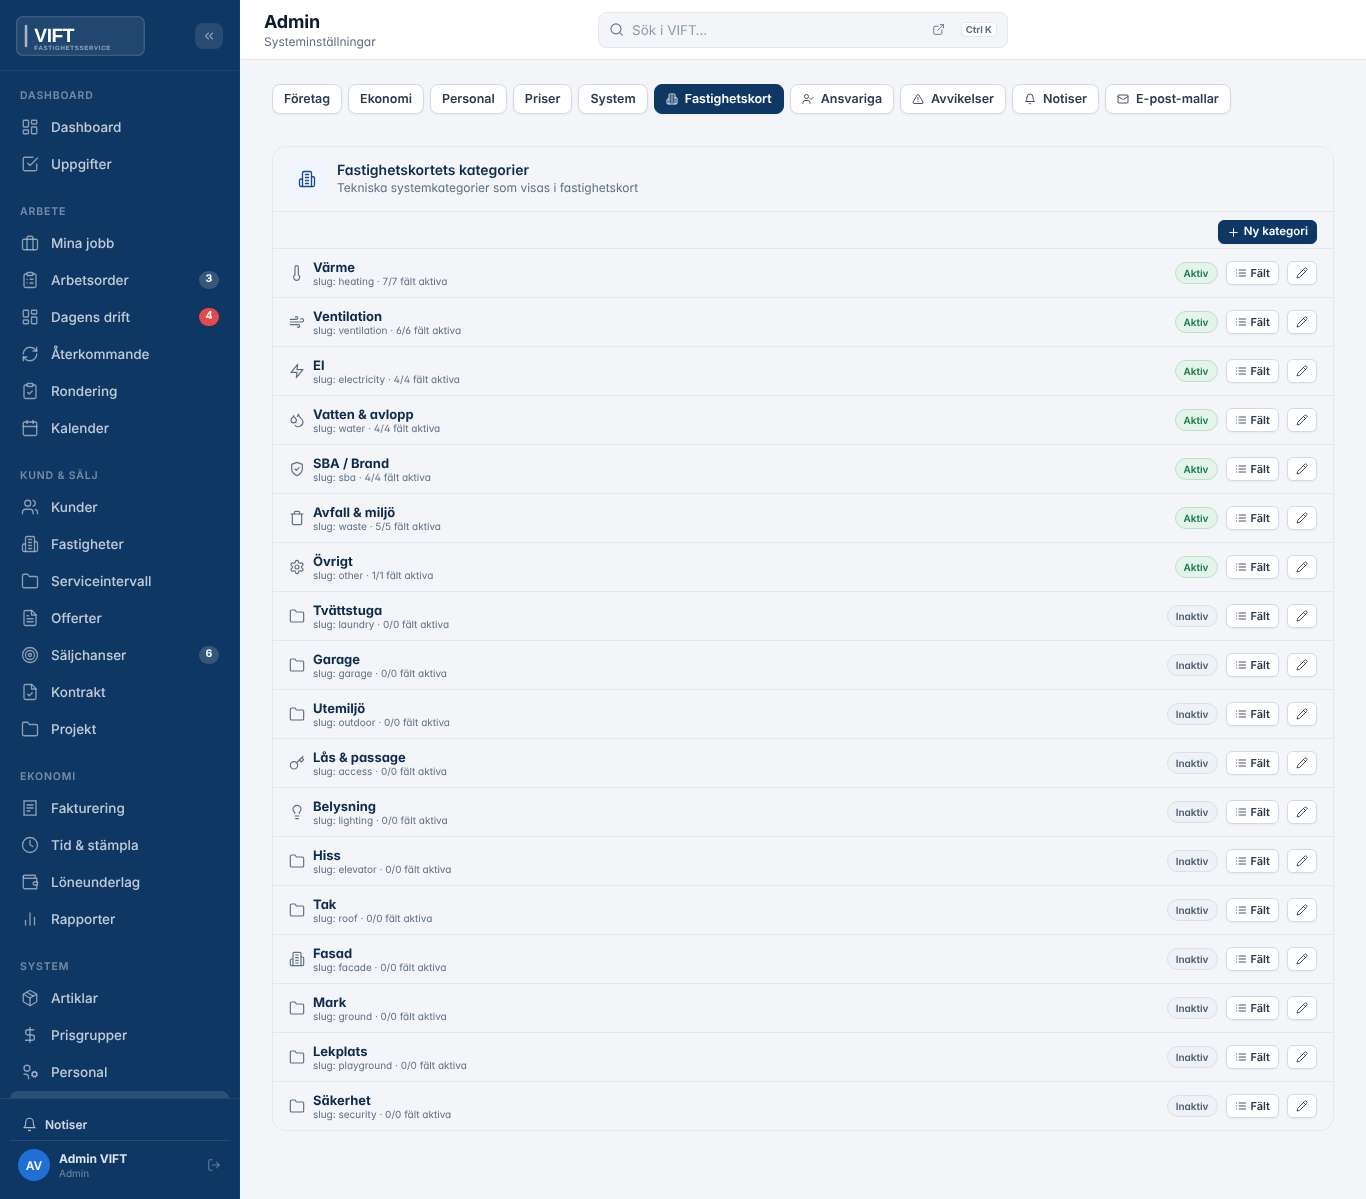 VIFT
FASTIGHETSSERVICE
DASHBOARD
Dashboard
Uppgifter
ARBETE
Mina jobb
Arbetsorder 3
Dagens drift 4
Återkommande
Rondering
Kalender
KUND & SÄLJ
Kunder
Fastigheter
Serviceintervall
Offerter
Säljchanser 6
Kontrakt
Projekt
EKONOMI
Fakturering
Tid & stämpla
Löneunderlag
Rapporter
SYSTEM
Artiklar
Prisgrupper
Personal
Notiser
AV
Admin VIFT
Admin
Admin
Systeminställningar
Sök i VIFT... Ctrl K
Företag Ekonomi Personal Priser System Fastighetskort Ansvariga Avvikelser Notiser E-post-mallar
Fastighetskortets kategorier
Tekniska systemkategorier som visas i fastighetskort
Ny kategori
Värme
slug: heating · 7/7 fält aktiva
Aktiv Fält
Ventilation
slug: ventilation · 6/6 fält aktiva
Aktiv Fält
El
slug: electricity · 4/4 fält aktiva
Aktiv Fält
Vatten & avlopp
slug: water · 4/4 fält aktiva
Aktiv Fält
SBA / Brand
slug: sba · 4/4 fält aktiva
Aktiv Fält
Avfall & miljö
slug: waste · 5/5 fält aktiva
Aktiv Fält
Övrigt
slug: other · 1/1 fält aktiva
Aktiv Fält
Tvättstuga
slug: laundry · 0/0 fält aktiva
Inaktiv Fält
Garage
slug: garage · 0/0 fält aktiva
Inaktiv Fält
Utemiljö
slug: outdoor · 0/0 fält aktiva
Inaktiv Fält
Lås & passage
slug: access · 0/0 fält aktiva
Inaktiv Fält
Belysning
slug: lighting · 0/0 fält aktiva
Inaktiv Fält
Hiss
slug: elevator · 0/0 fält aktiva
Inaktiv Fält
Tak
slug: roof · 0/0 fält aktiva
Inaktiv Fält
Fasad
slug: facade · 0/0 fält aktiva
Inaktiv Fält
Mark
slug: ground · 0/0 fält aktiva
Inaktiv Fält
Lekplats
slug: playground · 0/0 fält aktiva
Inaktiv Fält
Säkerhet
slug: security · 0/0 fält aktiva
Inaktiv Fält